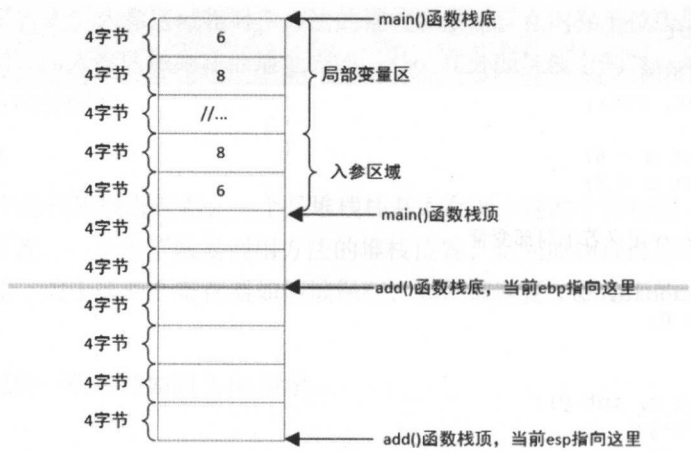 main()函数栈底
4字节 6
4字节 8
局部变量区
4字节 //...
4字节 8
入参区域
4字节 6
main()函数栈顶
4字节
4字节
add()函数栈底，当前ebp指向这里
4字节
4字节
4字节
4字节
add()函数栈顶，当前esp指向这里